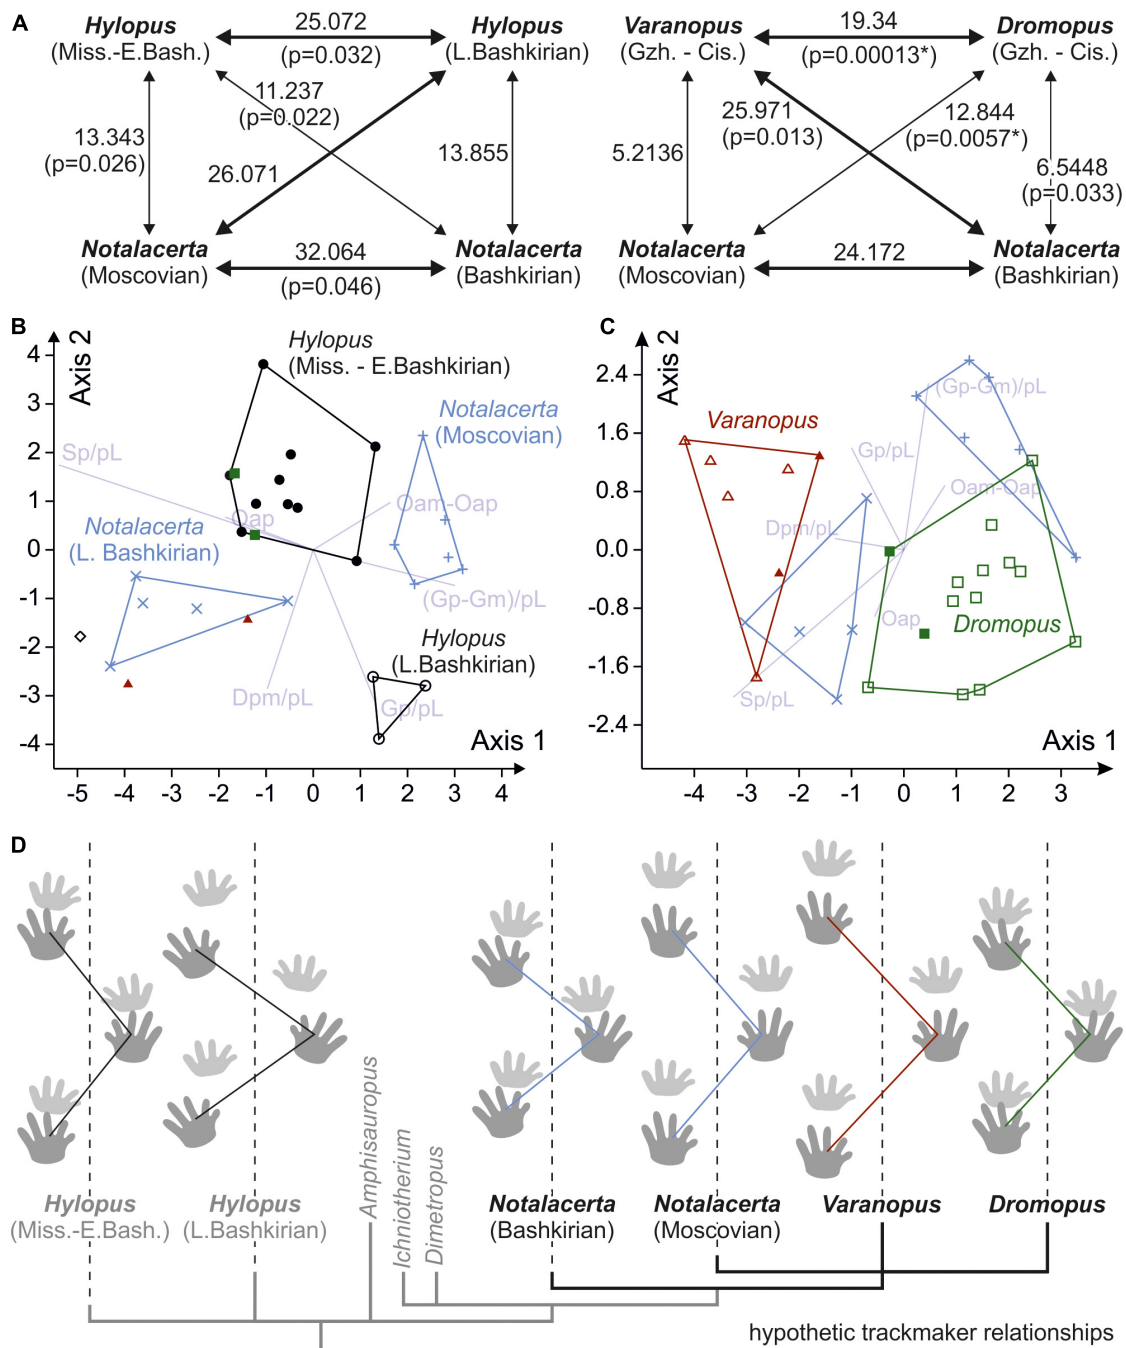 A
Hylopus
(Miss.-E.Bash.)
25.072
(p=0.032)
Hylopus
(L.Bashkirian)
11.237
(p=0.022)
13.343
(p=0.026)
26.071
13.855
Notalacerta
(Moscovian)
32.064
(p=0.046)
Notalacerta
(Bashkirian)
Varanopus
(Gzh. - Cis.)
19.34
(p=0.00013*)
Dromopus
(Gzh. - Cis.)
25.971
(p=0.013)
12.844
(p=0.0057*)
5.2136
6.5448
(p=0.033)
Notalacerta
(Moscovian)
24.172
Notalacerta
(Bashkirian)
B
Axis 2
4
3
2
1
0
-1
-2
-3
-4
Hylopus
(Miss. - E.Bashkirian)
Notalacerta
(Moscovian)
Sp/pL
Oam-Oap
Oap
Notalacerta
(L. Bashkirian)
(Gp-Gm)/pL
Hylopus
(L.Bashkirian)
Dpm/pL
Gp/pL
Axis 1
-5 -4 -3 -2 -1 0 1 2 3 4
C
Axis 2
2.4
1.6
0.8
0.0
-0.8
-1.6
-2.4
(Gp-Gm)/pL
Varanopus
Gp/pL
Oam-Oap
Dpm/pL
Oap
Dromopus
Sp/pL
Axis 1
-4 -3 -2 -1 0 1 2 3
D
Amphisauropus
Ichniotherium
Dimetropus
Hylopus
(Miss.-E.Bash.)
Hylopus
(L.Bashkirian)
Notalacerta
(Bashkirian)
Notalacerta
(Moscovian)
Varanopus
Dromopus
hypothetic trackmaker relationships